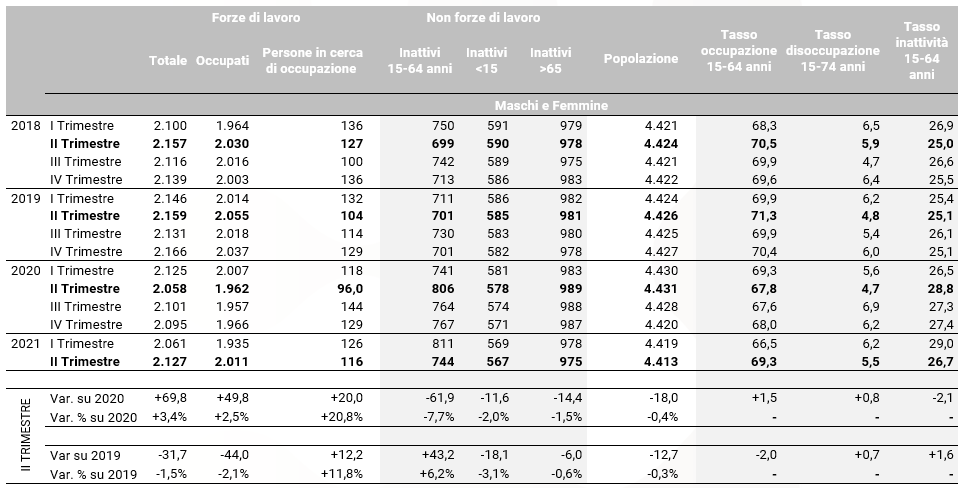 Forze di lavoro Non forze di lavoro
Totale Occupati Persone in cerca di occupazione Inattivi 15-64 anni Inattivi <15 Inattivi >65 Popolazione Tasso occupazione 15-64 anni Tasso disoccupazione 15-74 anni Tasso inattività 15-64 anni
Maschi e Femmine
2018 I Trimestre 2.100 1.964 136 750 591 979 4.421 68,3 6,5 26,9
II Trimestre 2.157 2.030 127 699 590 978 4.424 70,5 5,9 25,0
III Trimestre 2.116 2.016 100 742 589 975 4.421 69,9 4,7 26,6
IV Trimestre 2.139 2.003 136 713 586 983 4.422 69,6 6,4 25,5
2019 I Trimestre 2.146 2.014 132 711 586 982 4.424 69,9 6,2 25,4
II Trimestre 2.159 2.055 104 701 585 981 4.426 71,3 4,8 25,1
III Trimestre 2.131 2.018 114 730 583 980 4.425 69,9 5,4 26,1
IV Trimestre 2.166 2.037 129 701 582 978 4.427 70,4 6,0 25,1
2020 I Trimestre 2.125 2.007 118 741 581 983 4.430 69,3 5,6 26,5
II Trimestre 2.058 1.962 96,0 806 578 989 4.431 67,8 4,7 28,8
III Trimestre 2.101 1.957 144 764 574 988 4.428 67,6 6,9 27,3
IV Trimestre 2.095 1.966 129 767 571 987 4.420 68,0 6,2 27,4
2021 I Trimestre 2.061 1.935 126 811 569 978 4.419 66,5 6,2 29,0
II Trimestre 2.127 2.011 116 744 567 975 4.413 69,3 5,5 26,7
II TRIMESTRE
Var. su 2020 +69,8 +49,8 +20,0 -61,9 -11,6 -14,4 -18,0 +1,5 +0,8 -2,1
Var. % su 2020 +3,4% +2,5% +20,8% -7,7% -2,0% -1,5% -0,4% - - -
Var su 2019 -31,7 -44,0 +12,2 +43,2 -18,1 -6,0 -12,7 -2,0 +0,7 +1,6
Var. % su 2019 -1,5% -2,1% +11,8% +6,2% -3,1% -0,6% -0,3% - - -